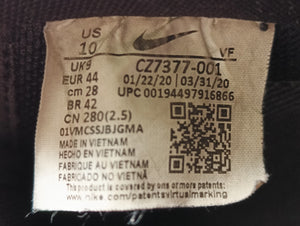 US
10
VF
UK9 CZ7377-001
EUR 44 01/22/20 | 03/31/20
cm 28 UPC 00194497916866
BR 42
CN 280(2.5)
01VMCSSJBJGMA
MADE IN VIETNAM
HECHO EN VIETNAM
FABRIQUE AU VIETNAM
FABRICADO NO VIETNÃ
This product is covered by one or more patents:
www.nike.com/patentsvirtualmarking